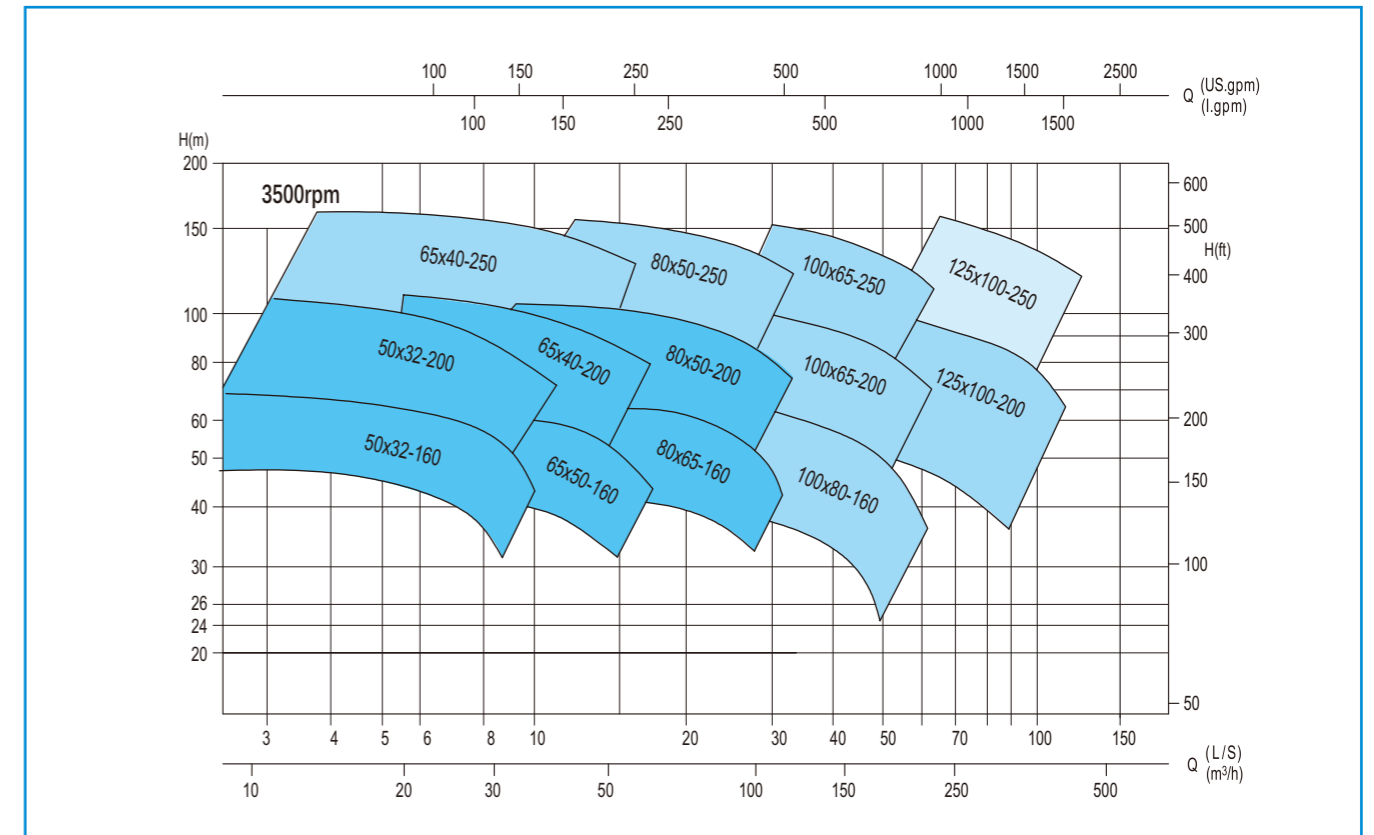 100 150 250 500 1000 1500 2500
Q (US.gpm)
(I.gpm)
100 150 250 500 1000 1500
H(m)
200
3500rpm
600
150
500
H(ft)
65x40-250
80x50-250
100x65-250
125x100-250
400
100
300
50x32-200
65x40-200
80x50-200
100x65-200
125x100-200
80
60
200
50x32-160
65x50-160
80x65-160
100x80-160
50
150
40
30
100
26
24
20
50
3 4 5 6 8 10 20 30 40 50 70 100 150
Q (L/S)
(m³/h)
10 20 30 50 100 150 250 500